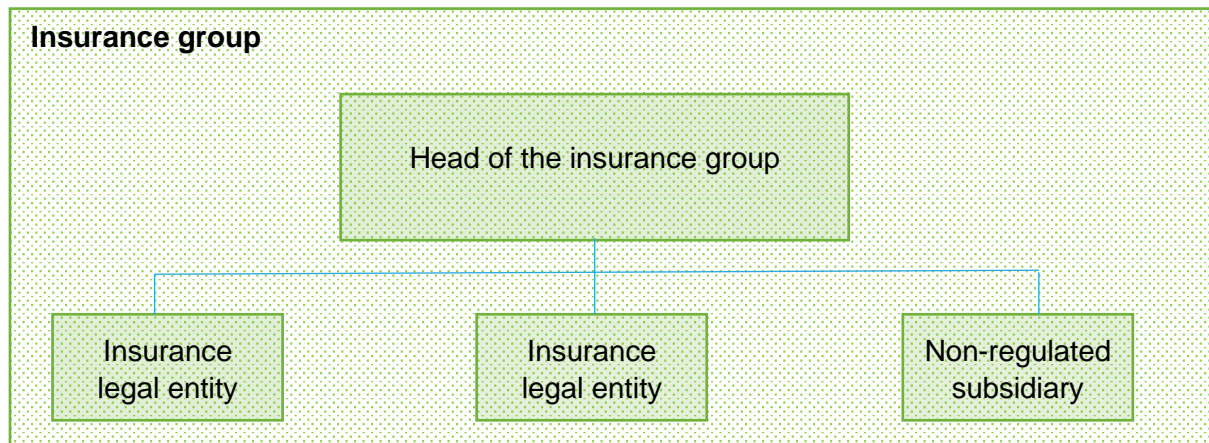 Insurance group
Head of the insurance group
Insurance
legal entity
Insurance
legal entity
Non-regulated
subsidiary